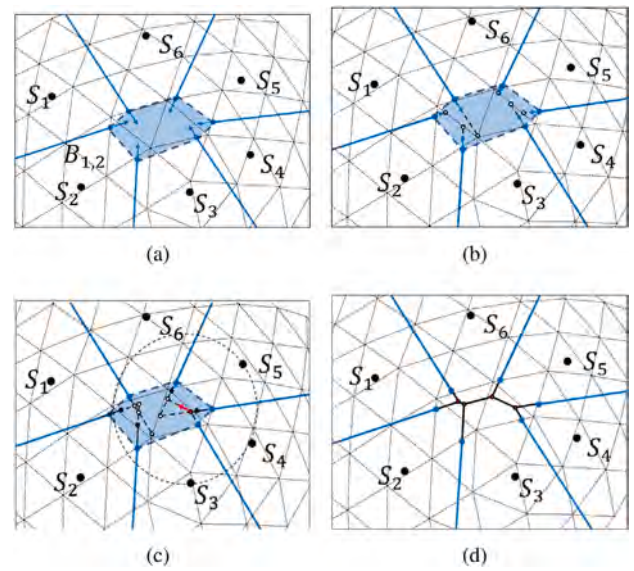 S₆
S₁
S₅
B₁,₂
S₄
S₂
S₃
(a)
S₆
S₁
S₅
S₄
S₂
S₃
(b)
S₆
S₁
S₅
S₄
S₂
S₃
(c)
S₆
S₁
S₅
S₄
S₂
S₃
(d)